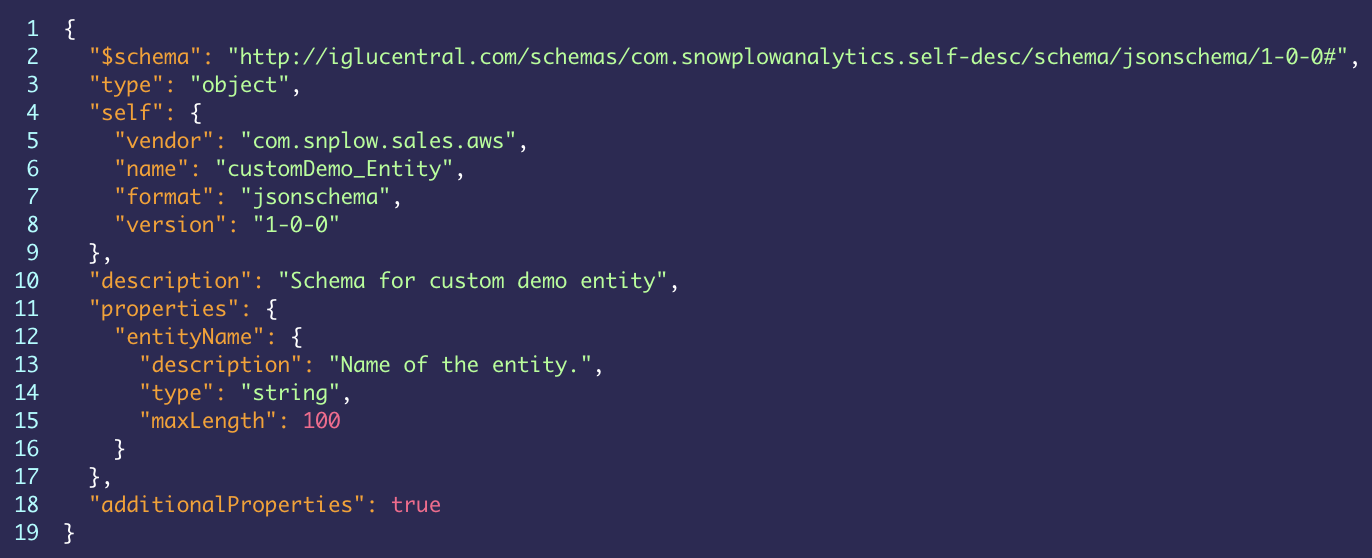 1 {
2   "$schema": "http://iglucentral.com/schemas/com.snowplowanalytics.self-desc/schema/jsonschema/1-0-0#",
3   "type": "object",
4   "self": {
5     "vendor": "com.snplow.sales.aws",
6     "name": "customDemo_Entity",
7     "format": "jsonschema",
8     "version": "1-0-0"
9   },
10   "description": "Schema for custom demo entity",
11   "properties": {
12     "entityName": {
13       "description": "Name of the entity.",
14       "type": "string",
15       "maxLength": 100
16     }
17   },
18   "additionalProperties": true
19 }